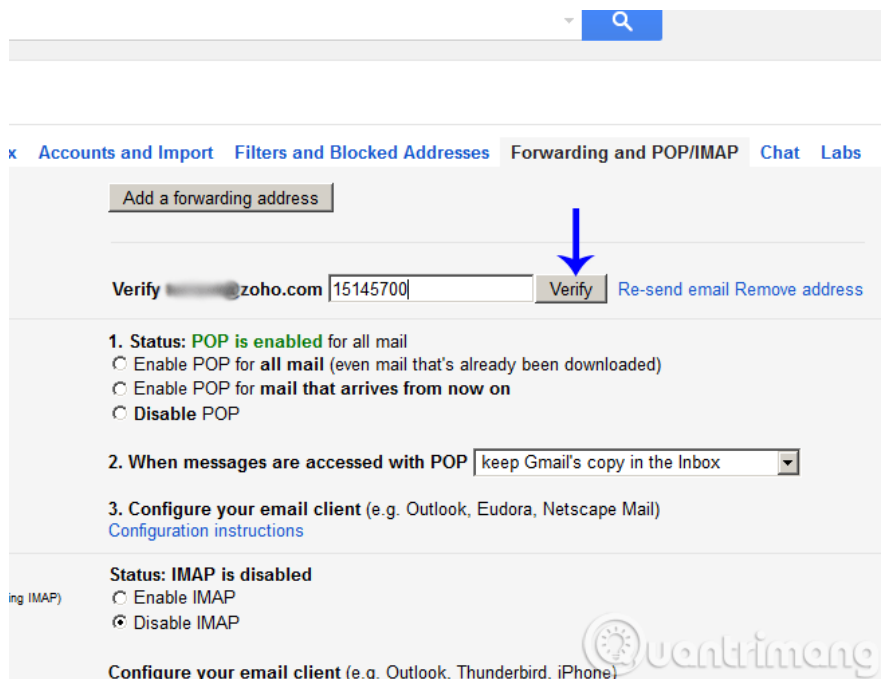 x Accounts and Import Filters and Blocked Addresses Forwarding and POP/IMAP Chat Labs
Add a forwarding address
Verify @zoho.com 15145700 Verify Re-send email Remove address
1. Status: POP is enabled for all mail
Enable POP for all mail (even mail that's already been downloaded)
Enable POP for mail that arrives from now on
Disable POP
2. When messages are accessed with POP keep Gmail's copy in the Inbox
3. Configure your email client (e.g. Outlook, Eudora, Netscape Mail)
Configuration instructions
Status: IMAP is disabled
ing IMAP) Enable IMAP
Disable IMAP
Configure your email client (e.g. Outlook, Thunderbird, iPhone)
Quantrimang